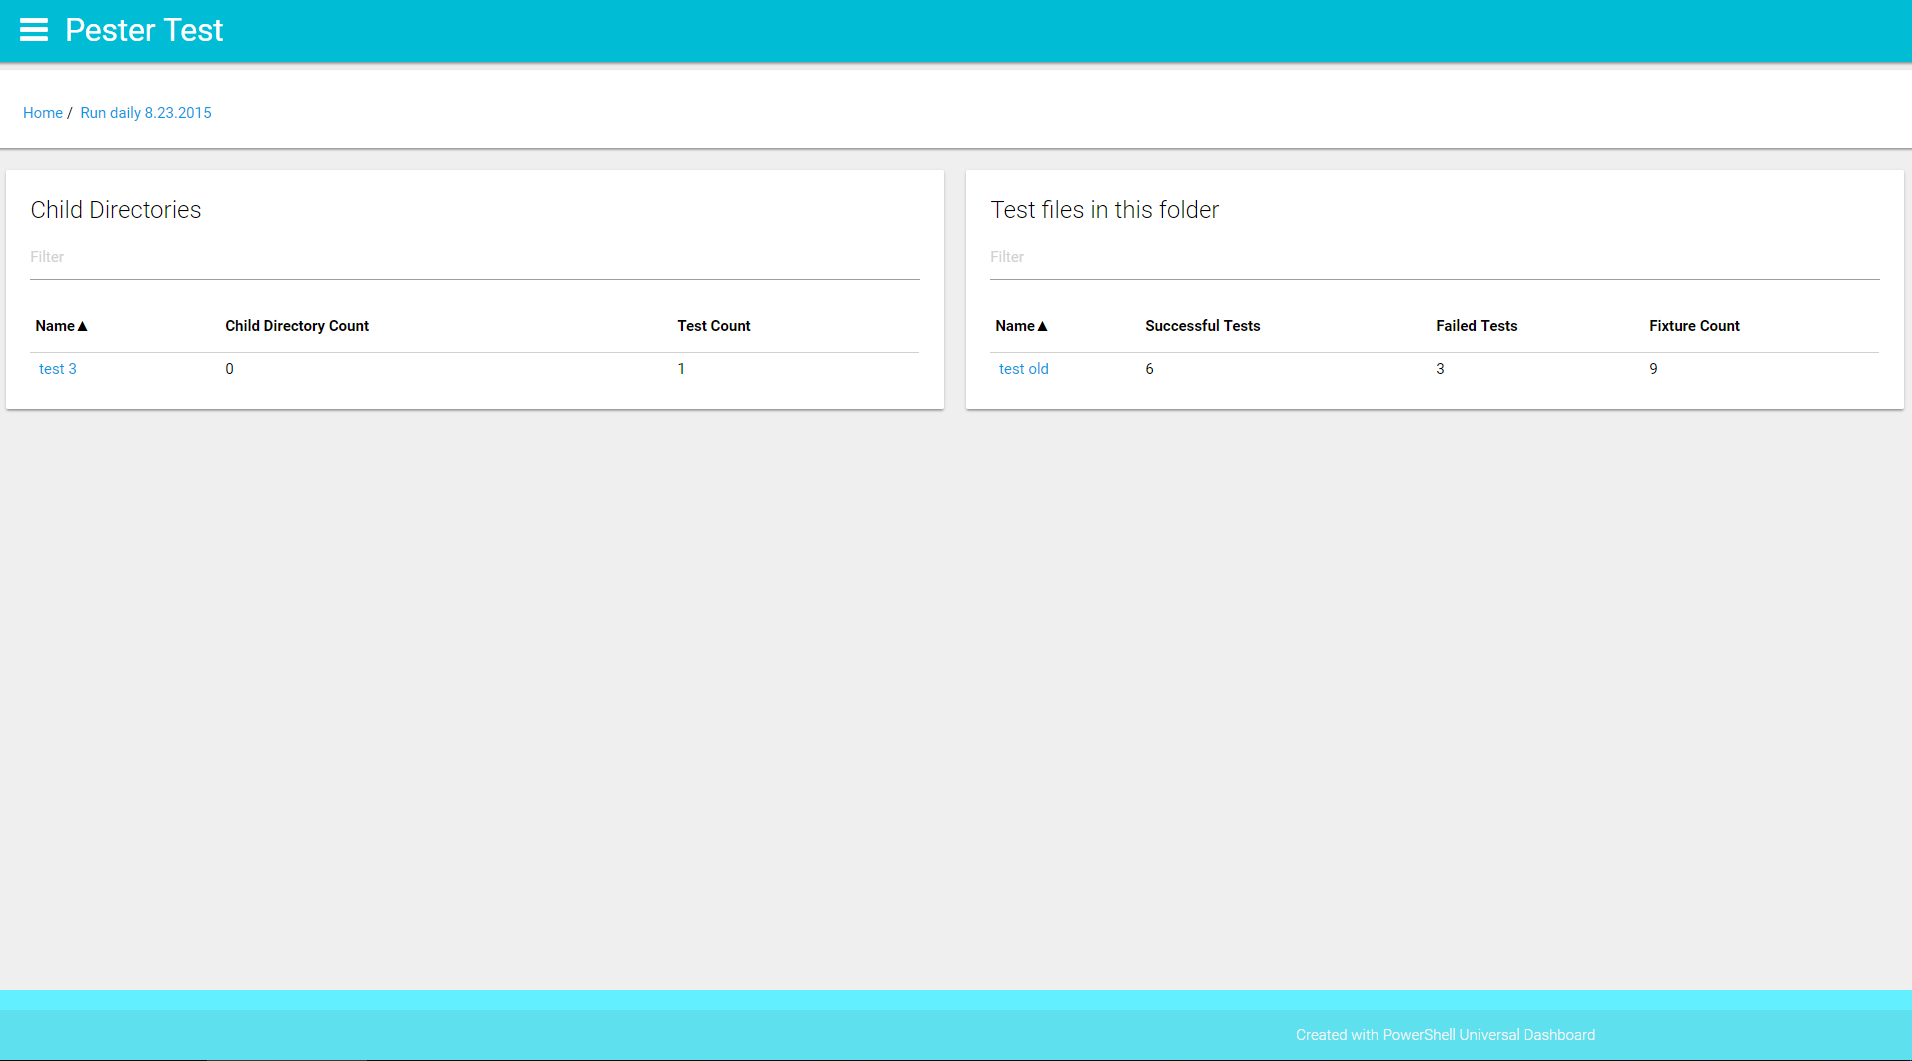 Pester Test
Home / Run daily 8.23.2015
Child Directories
Filter
Name▲ Child Directory Count Test Count
test 3 0 1
Test files in this folder
Filter
Name▲ Successful Tests Failed Tests Fixture Count
test old 6 3 9
Created with PowerShell Universal Dashboard